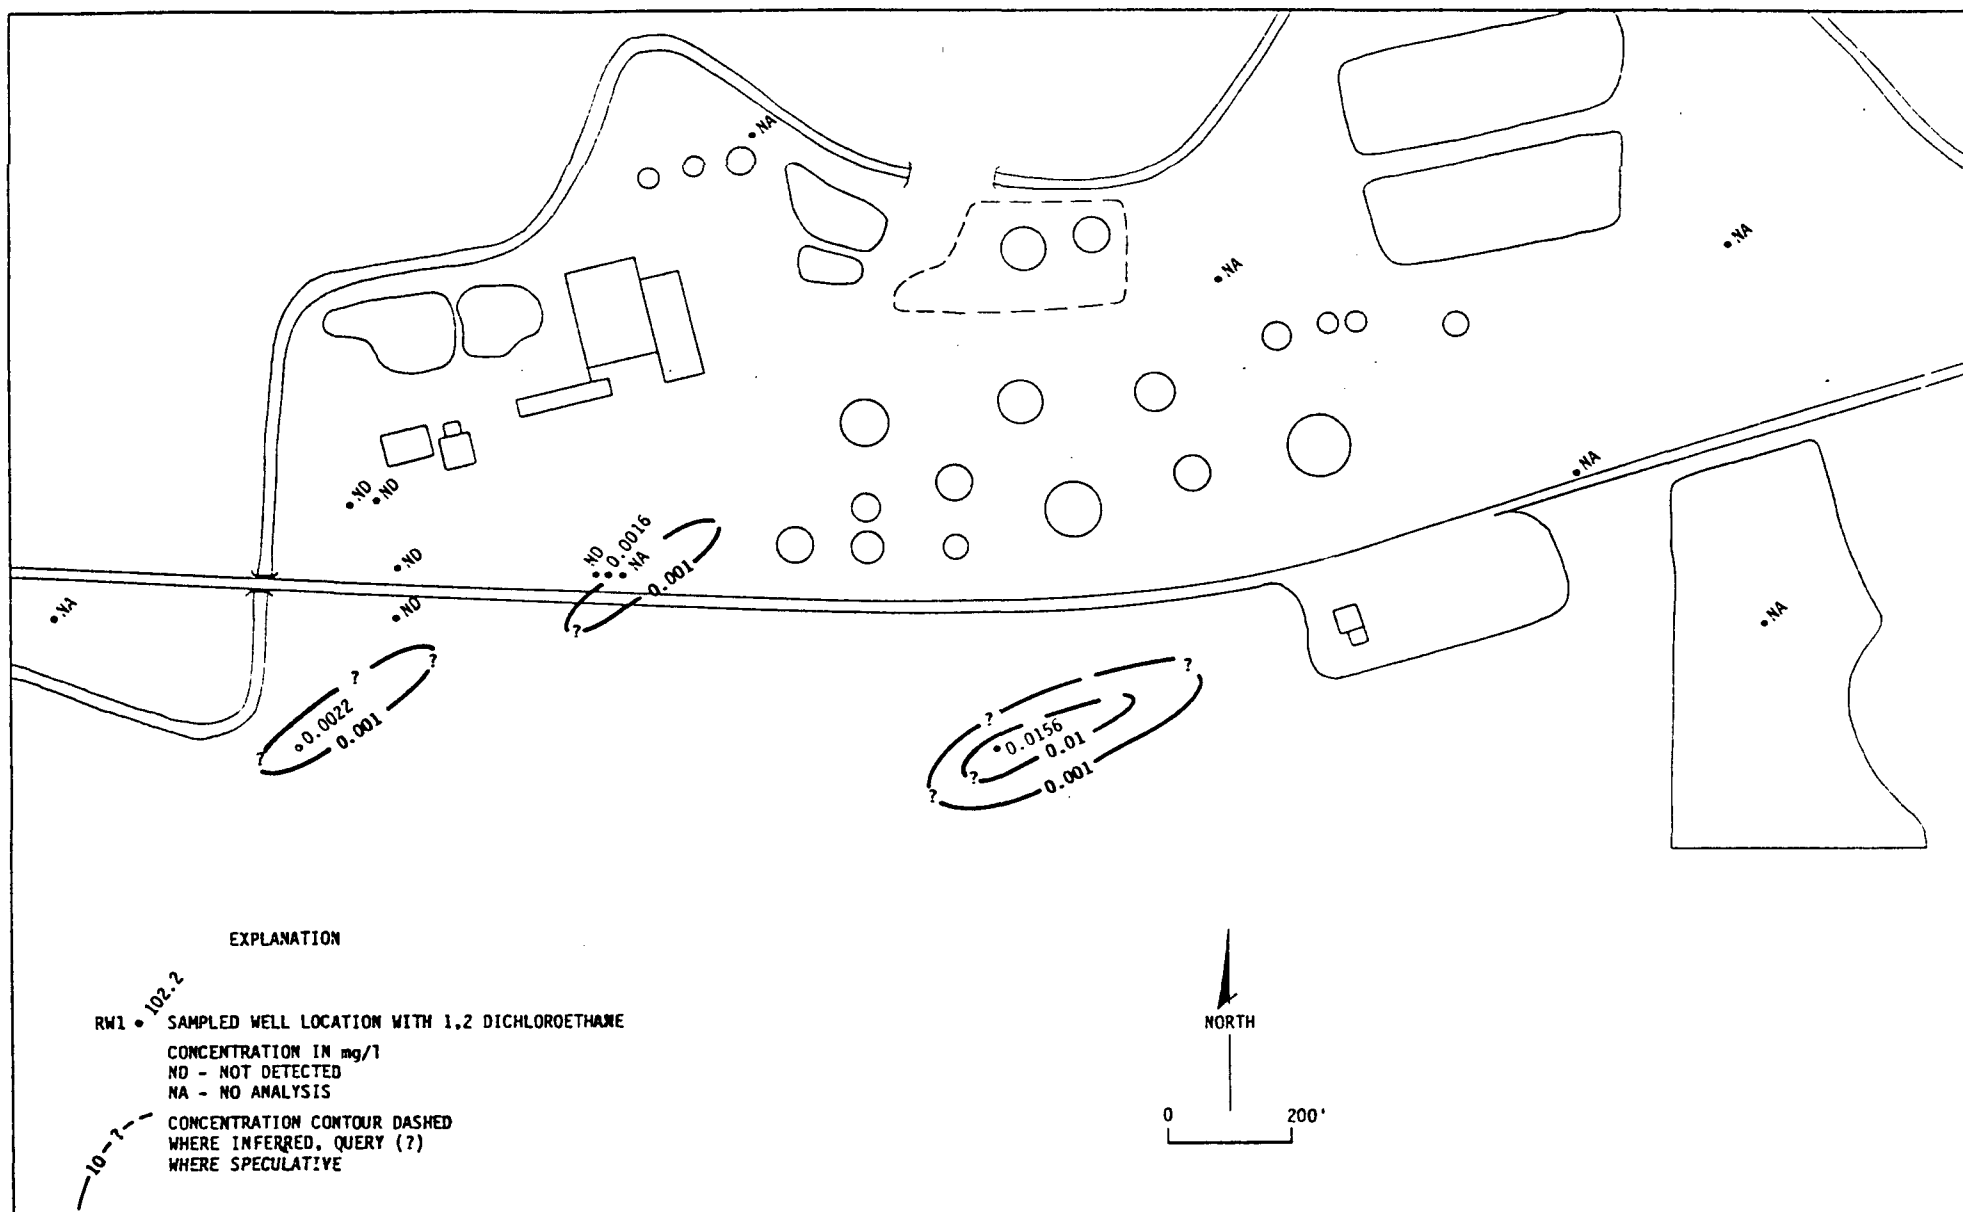 NA
NA
NA
NA
ND
ND
ND
0.0016
NA
ND
0.001
NA
ND
NA
?
?
?
?
0.0022
0.001
?
?
?
0.0156
0.01
?
0.001
?
EXPLANATION
102.2
RW1 SAMPLED WELL LOCATION WITH 1,2 DICHLOROETHANE
CONCENTRATION IN mg/l
ND - NOT DETECTED
NA - NO ANALYSIS
CONCENTRATION CONTOUR DASHED
WHERE INFERRED, QUERY (?)
WHERE SPECULATIVE
10-?--
NORTH
0 200'